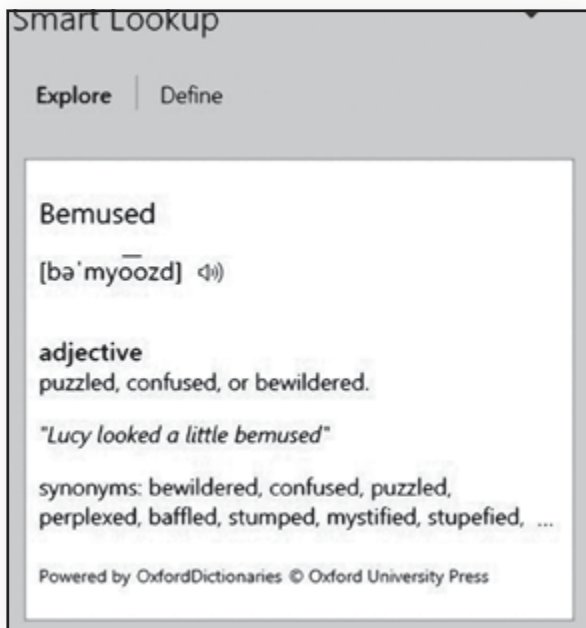 Smart Lookup
Explore | Define
Bemused
[bəˈmyo͞ozd]
adjective
puzzled, confused, or bewildered.
"Lucy looked a little bemused"
synonyms: bewildered, confused, puzzled,
perplexed, baffled, stumped, mystified, stupefied, ...
Powered by OxfordDictionaries © Oxford University Press